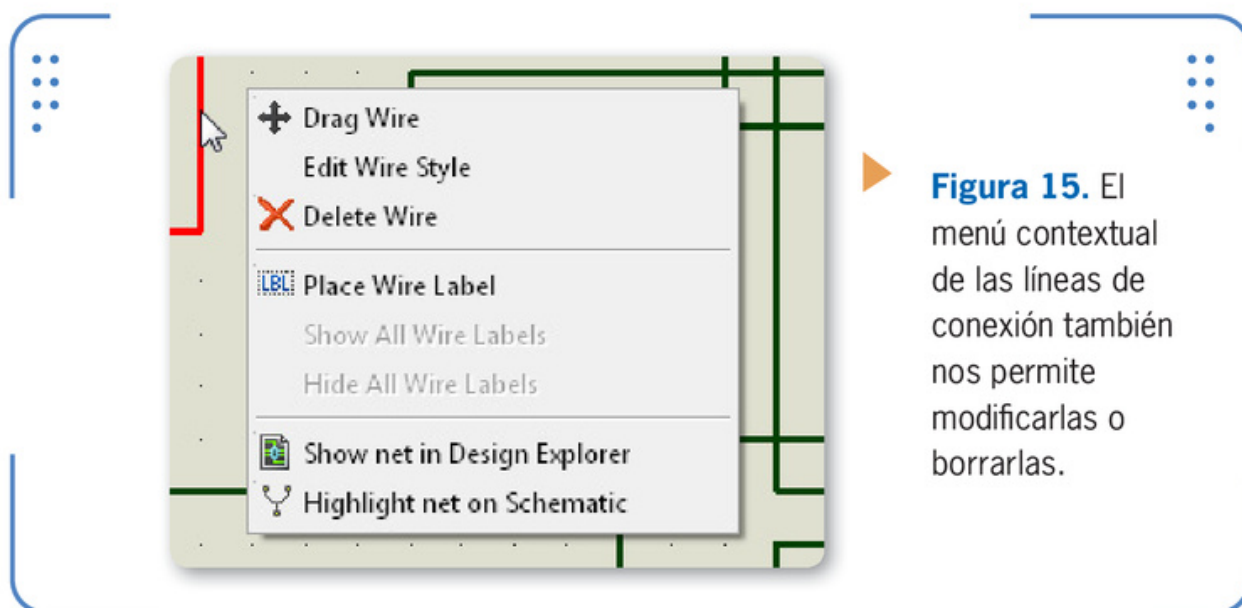 Drag Wire
Edit Wire Style
Delete Wire
LBL Place Wire Label
Show All Wire Labels
Hide All Wire Labels
Show net in Design Explorer
Highlight net on Schematic
Figura 15. El
menú contextual
de las líneas de
conexión también
nos permite
modificarlas o
borrarlas.